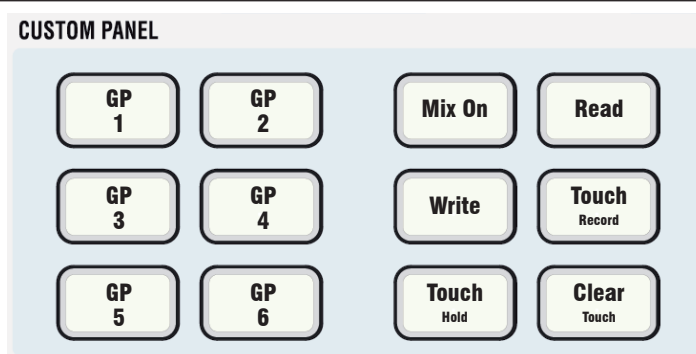 CUSTOM PANEL
GP
1
GP
2
Mix On
Read
GP
3
GP
4
Write
Touch
Record
GP
5
GP
6
Touch
Hold
Clear
Touch